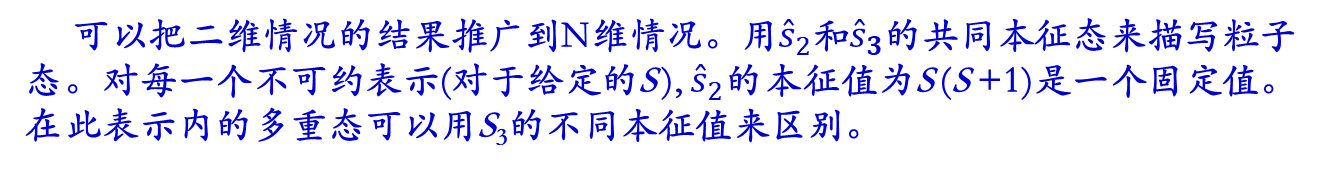 可以把二维情况的结果推广到N维情况。用ŝ₂和ŝ₃的共同本征态来描写粒子
态。对每一个不可约表示(对于给定的S), ŝ₂的本征值为S(S+1)是一个固定值。
在此表示内的多重态可以用S₃的不同本征值来区别。